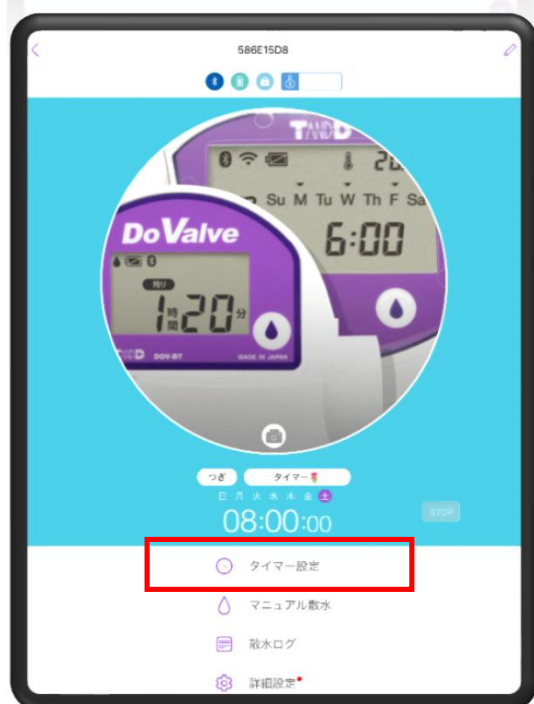 586E15D8
TANDD
Su M Tu W Th F Sa
6:00
DoValve
残り
1時間20分
TANDD DOV-BT MADE IN JAPAN
つぎ タイマー
日 月 火 水 木 金 土
08:00:00
STOP
タイマー設定
マニュアル散水
散水ログ
詳細設定